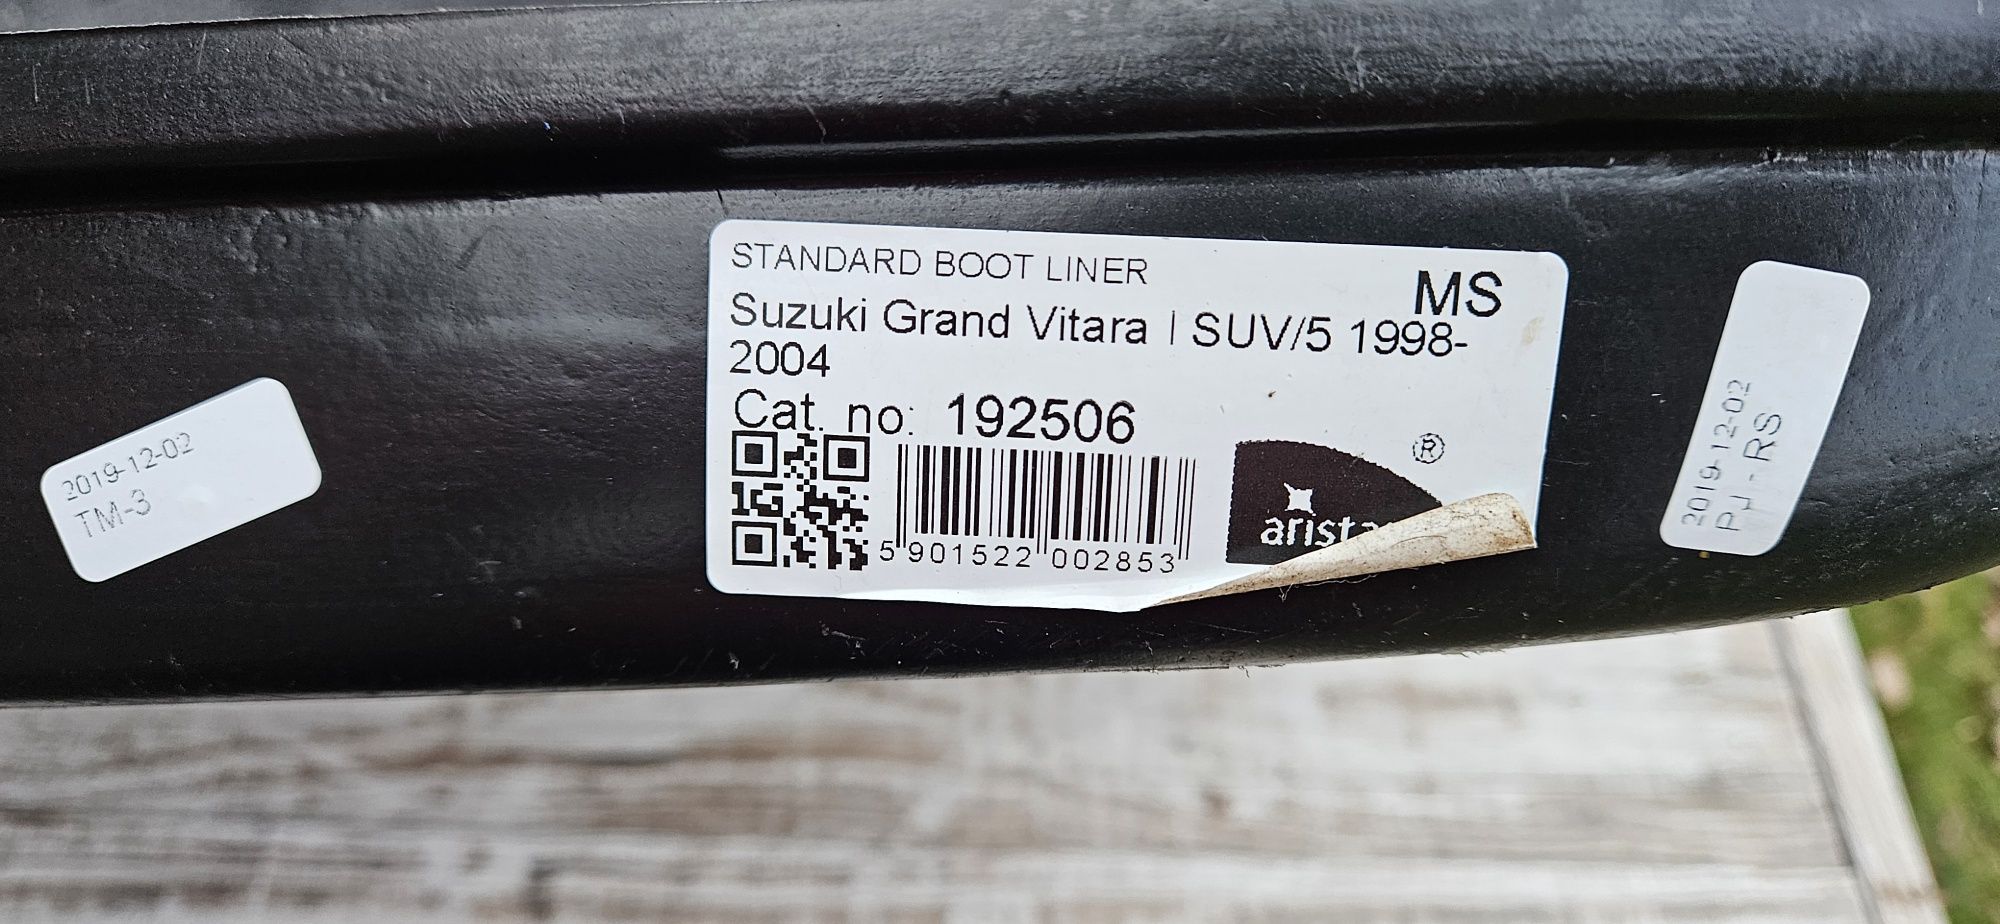 STANDARD BOOT LINER
MS
Suzuki Grand Vitara I SUV/5 1998-
2004
Cat. no: 192506
1G
5 901522 002853
®
2019-12-02
TM-3
2019-12-02
PJ - RS